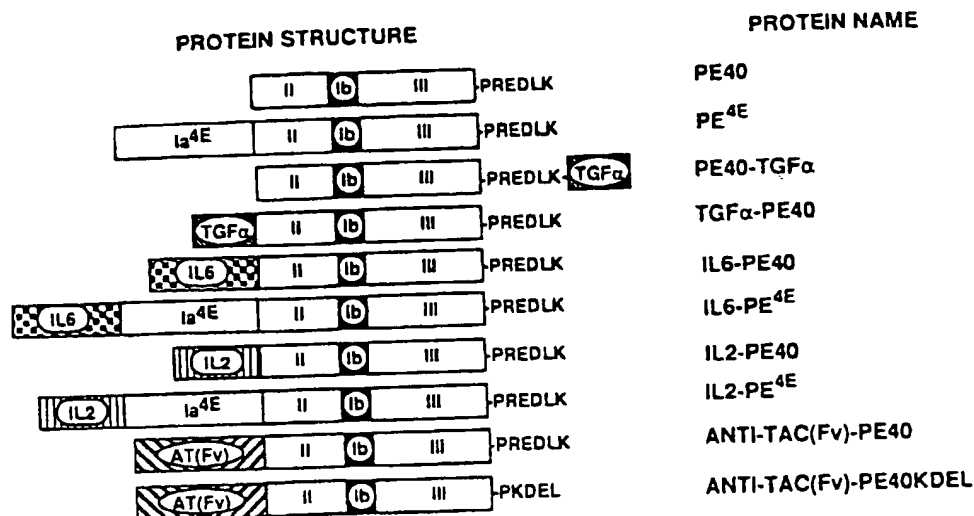 PROTEIN STRUCTURE PROTEIN NAME
II Ib III -PREDLK PE40
Ia4E II Ib III -PREDLK PE4E
II Ib III -PREDLK- TGFα PE40-TGFα
TGFα II Ib III -PREDLK TGFα-PE40
IL6 II Ib III -PREDLK IL6-PE40
IL6 Ia4E II Ib III -PREDLK IL6-PE4E
IL2 II Ib III -PREDLK IL2-PE40
IL2 Ia4E II Ib III -PREDLK IL2-PE4E
AT(Fv) II Ib III -PREDLK ANTI-TAC(Fv)-PE40
AT(Fv) II Ib III -PKDEL ANTI-TAC(Fv)-PE40KDEL